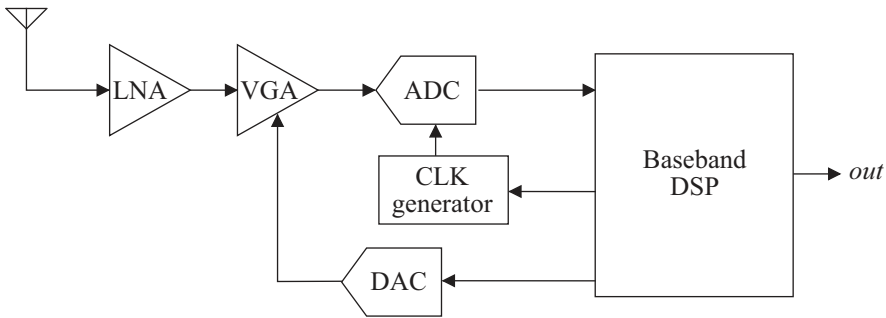 LNA
VGA
ADC
CLK
generator
DAC
Baseband
DSP
out